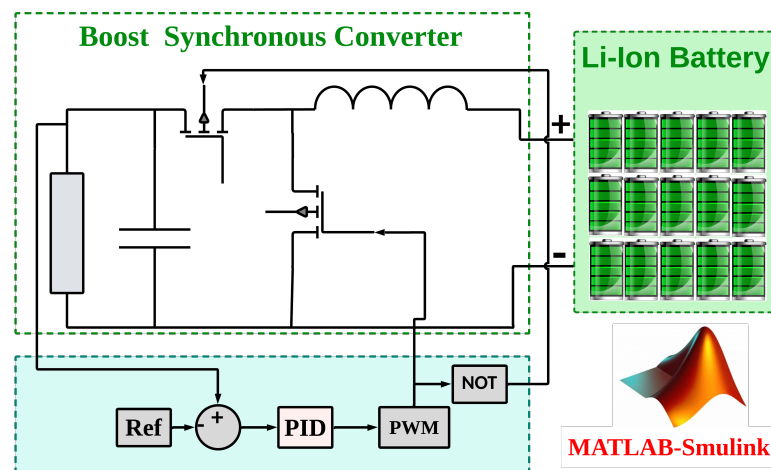 Boost Synchronous Converter
Li-Ion Battery
+
-
NOT
Ref
- +
PID
PWM
MATLAB-Smulink